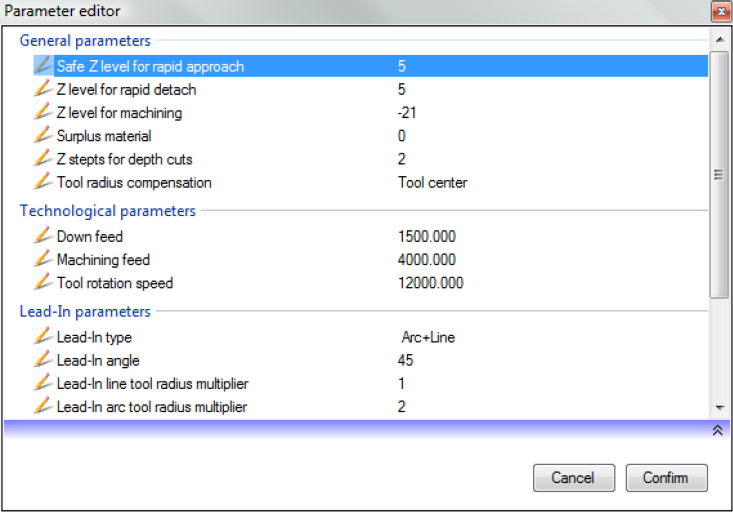 Parameter editor
General parameters
Safe Z level for rapid approach 5
Z level for rapid detach 5
Z level for machining -21
Surplus material 0
Z stepts for depth cuts 2
Tool radius compensation Tool center
Technological parameters
Down feed 1500.000
Machining feed 4000.000
Tool rotation speed 12000.000
Lead-In parameters
Lead-In type Arc+Line
Lead-In angle 45
Lead-In line tool radius multiplier 1
Lead-In arc tool radius multiplier 2
Cancel Confirm